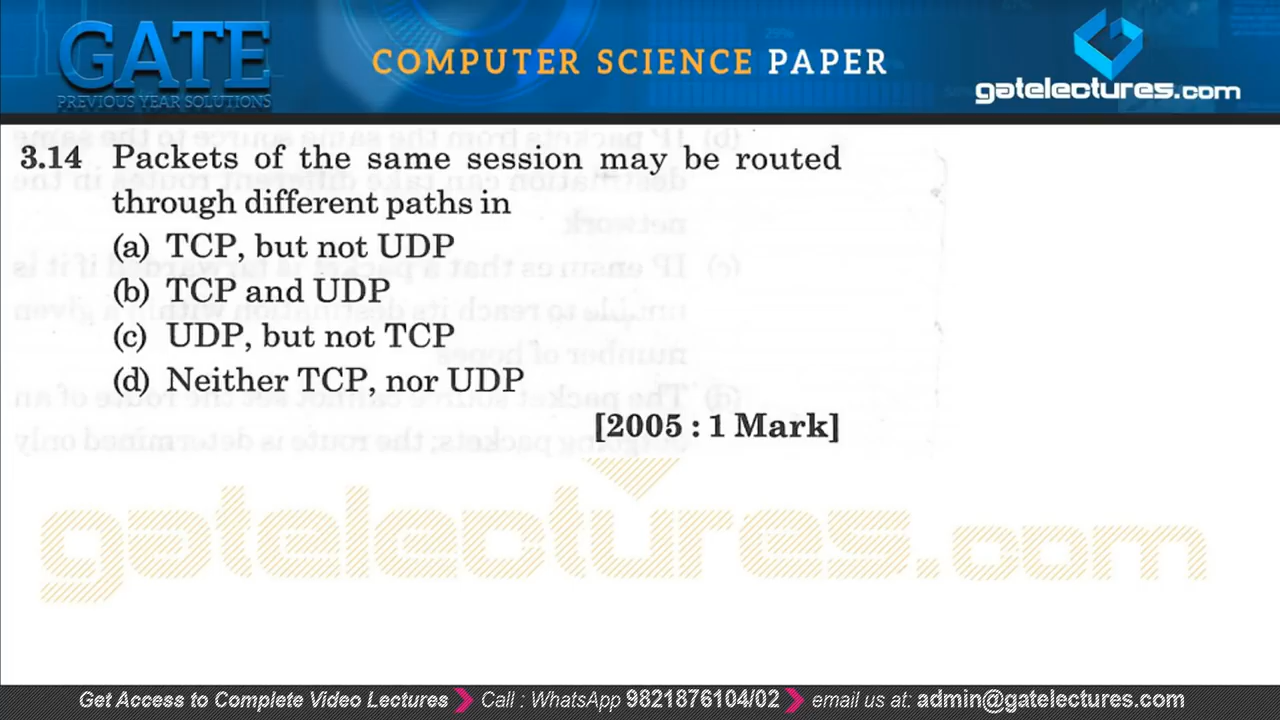 GATE
PREVIOUS YEAR SOLUTIONS
COMPUTER SCIENCE PAPER
gatelectures.com
3.14 Packets of the same session may be routed
through different paths in
(a) TCP, but not UDP
(b) TCP and UDP
(c) UDP, but not TCP
(d) Neither TCP, nor UDP
[2005 : 1 Mark]
gatelectures.com
Get Access to Complete Video Lectures Call : WhatsApp 9821876104/02 email us at: admin@gatelectures.com